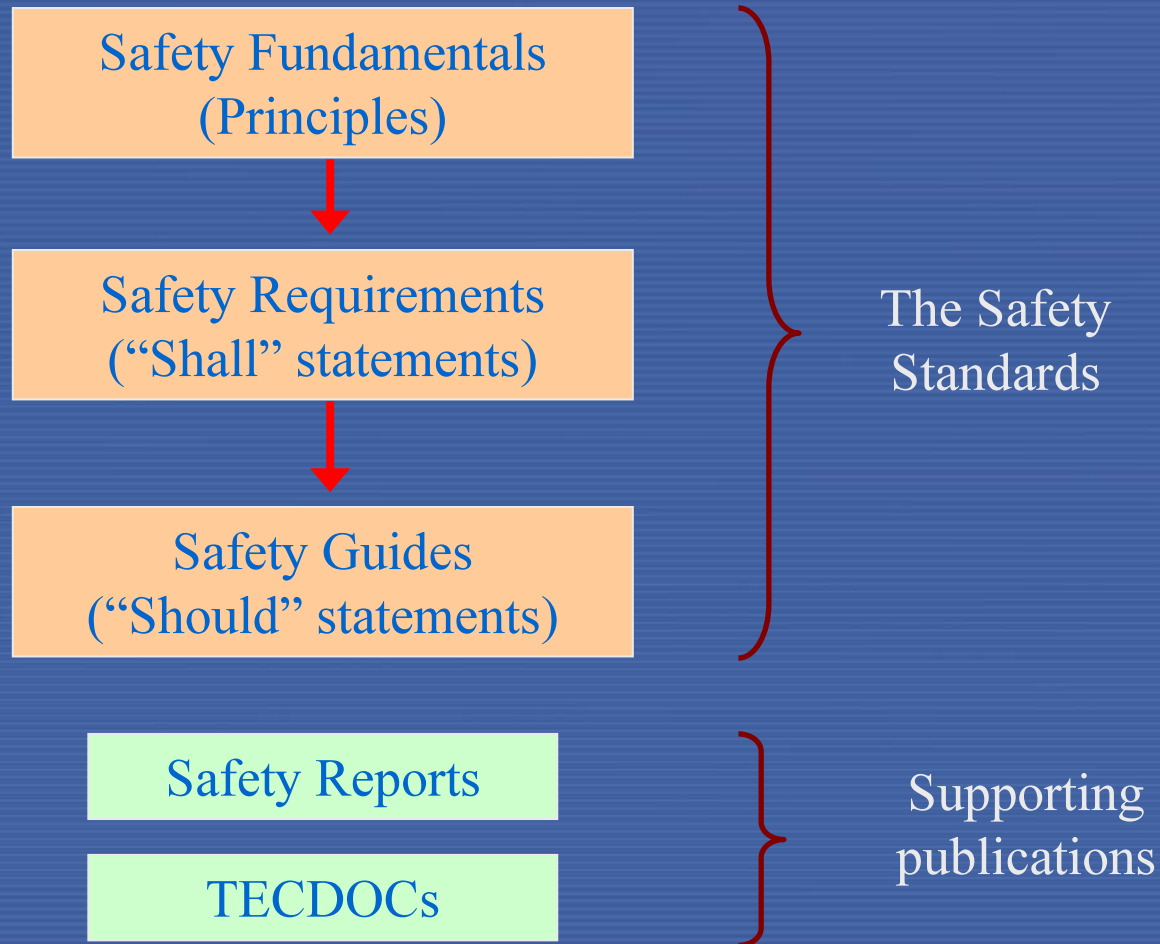 Safety Fundamentals
(Principles)
Safety Requirements
(“Shall” statements)
The Safety
Standards
Safety Guides
(“Should” statements)
Safety Reports
TECDOCs
Supporting
publications